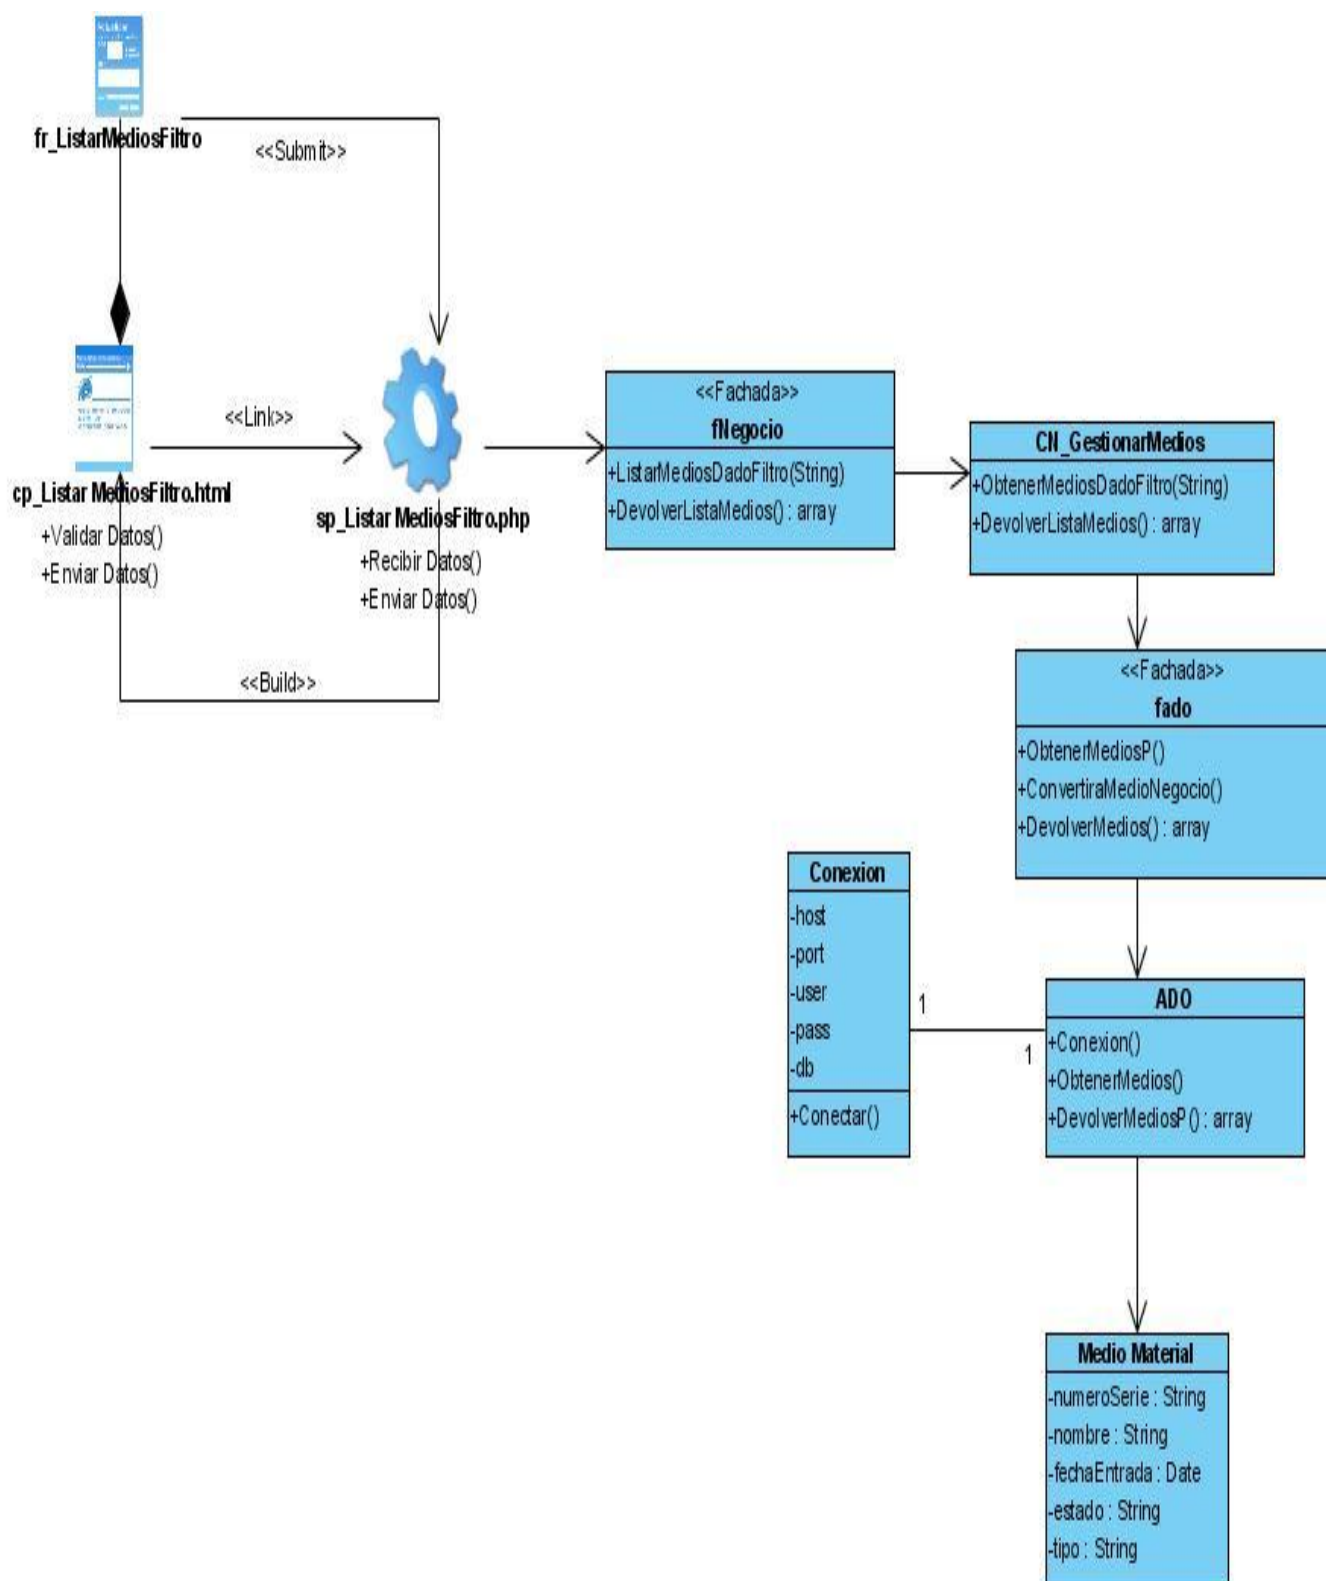 fr_ListarMediosFiltro
<<Submit>>
<<Link>>
cp_Listar MediosFiltro.html
+Validar Datos()
+Enviar Datos()
sp_Listar MediosFiltro.php
+Recibir Datos()
+Enviar Datos()
<<Build>>
<<Fachada>>
fNegocio
+ListarMediosDadoFiltro(String)
+DevolverListaMedios() : array
CN_GestionarMedios
+ObtenerMediosDadoFiltro(String)
+DevolverListaMedios() : array
<<Fachada>>
fado
+ObtenerMediosP()
+ConvertiraMedioNegocio()
+DevolverMedios() : array
Conexion
-host
-port
-user
-pass
-db
+Conectar()
1
1
ADO
+Conexion()
+ObtenerMedios()
+DevolverMediosP() : array
Medio Material
-numeroSerie : String
-nombre : String
-fechaEntrada : Date
-estado : String
-tipo : String